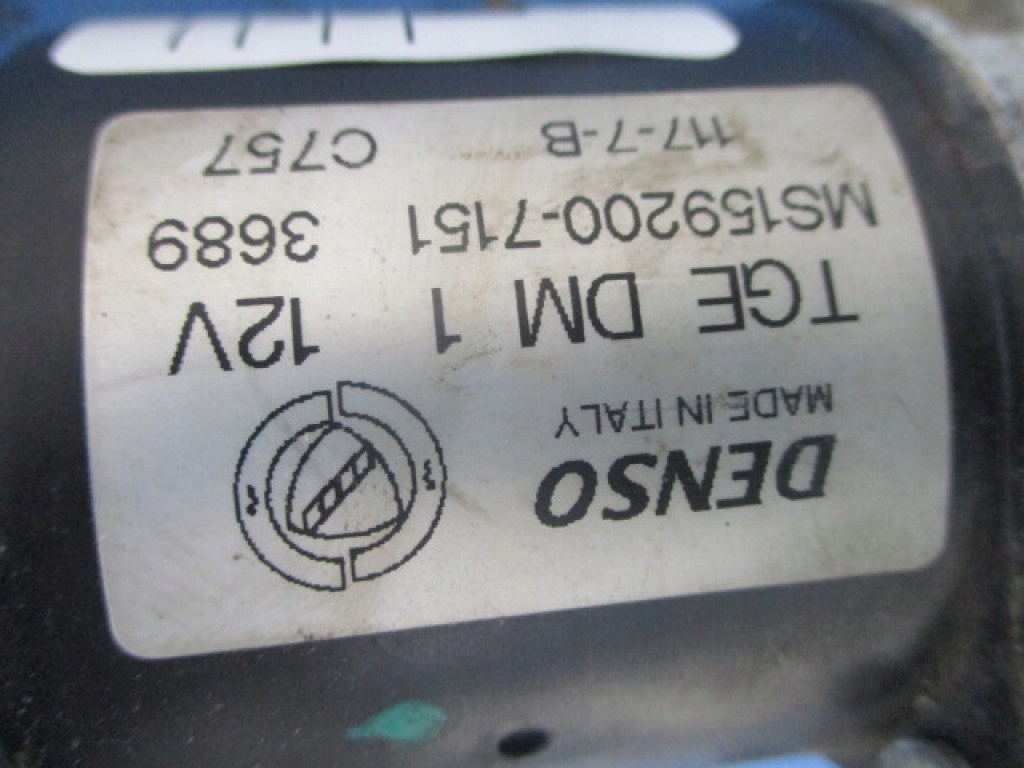 DENSO
MADE IN ITALY
TGE DM 1 12V
MS159200-7151 3689
117-7-B C757